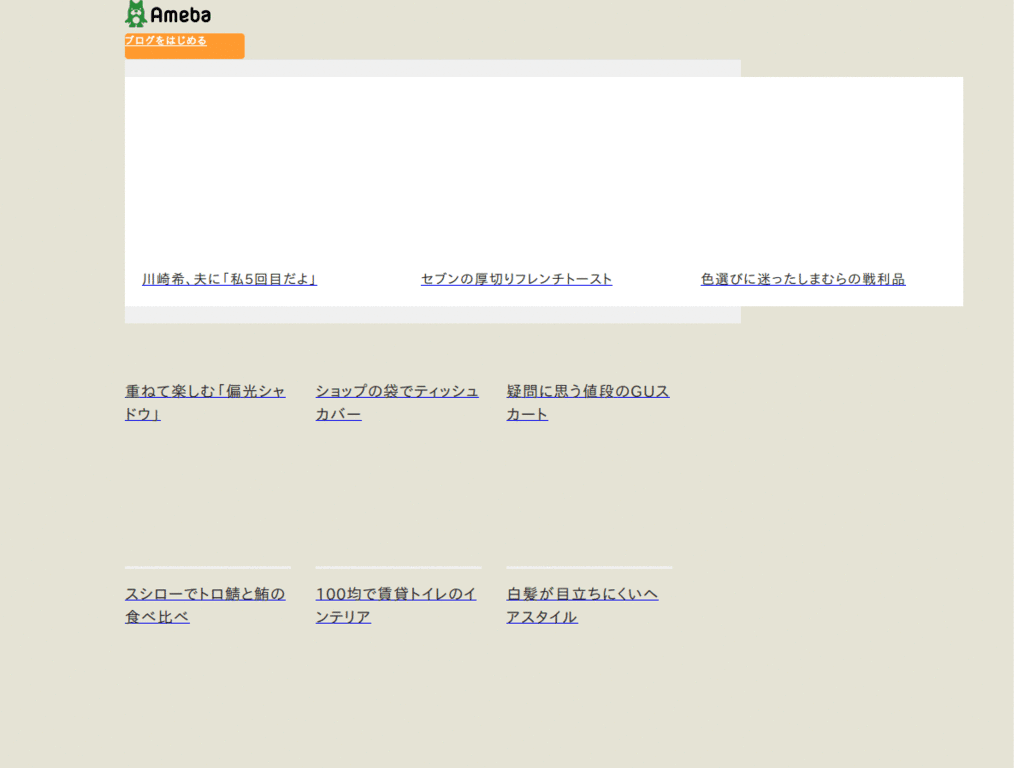 Ameba
ブログをはじめる
川崎希、夫に「私5回目だよ」
セブンの厚切りフレンチトースト
色選びに迷ったしまむらの戦利品
重ねて楽しむ「偏光シャ
ドウ」
ショップの袋でティッシュ
カバー
疑問に思う値段のGUス
カート
スシローでトロ鯖と鮪の
食べ比べ
100均で賃貸トイレのイ
ンテリア
白髪が目立ちにくいヘ
アスタイル